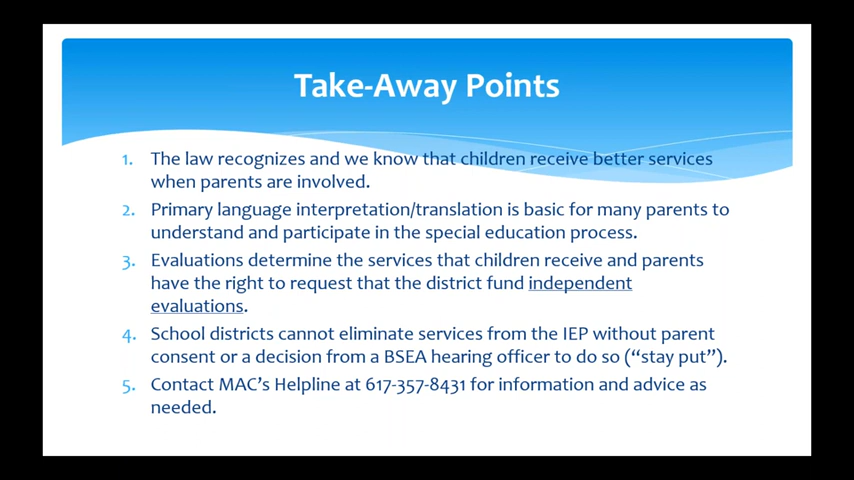 Take-Away Points
1. The law recognizes and we know that children receive better services
when parents are involved.
2. Primary language interpretation/translation is basic for many parents to
understand and participate in the special education process.
3. Evaluations determine the services that children receive and parents
have the right to request that the district fund independent
evaluations.
4. School districts cannot eliminate services from the IEP without parent
consent or a decision from a BSEA hearing officer to do so (“stay put”).
5. Contact MAC’s Helpline at 617-357-8431 for information and advice as
needed.